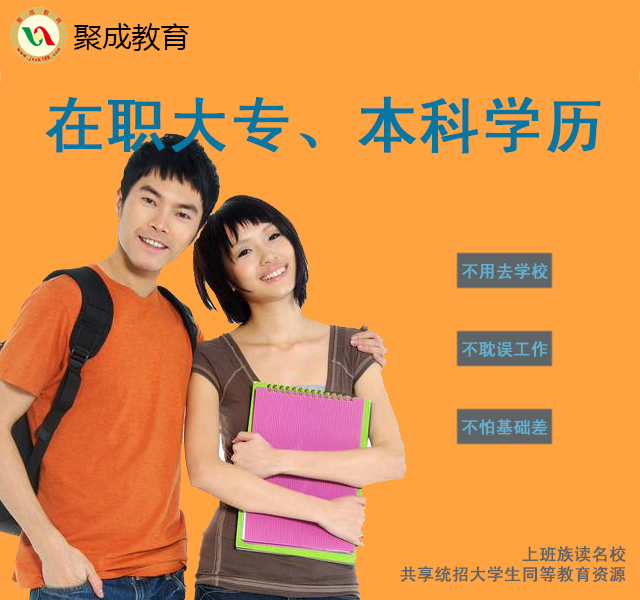 聚成教育
在职大专、本科学历
不用去学校
不耽误工作
不怕基础差
上班族读名校
共享统招大学生同等教育资源